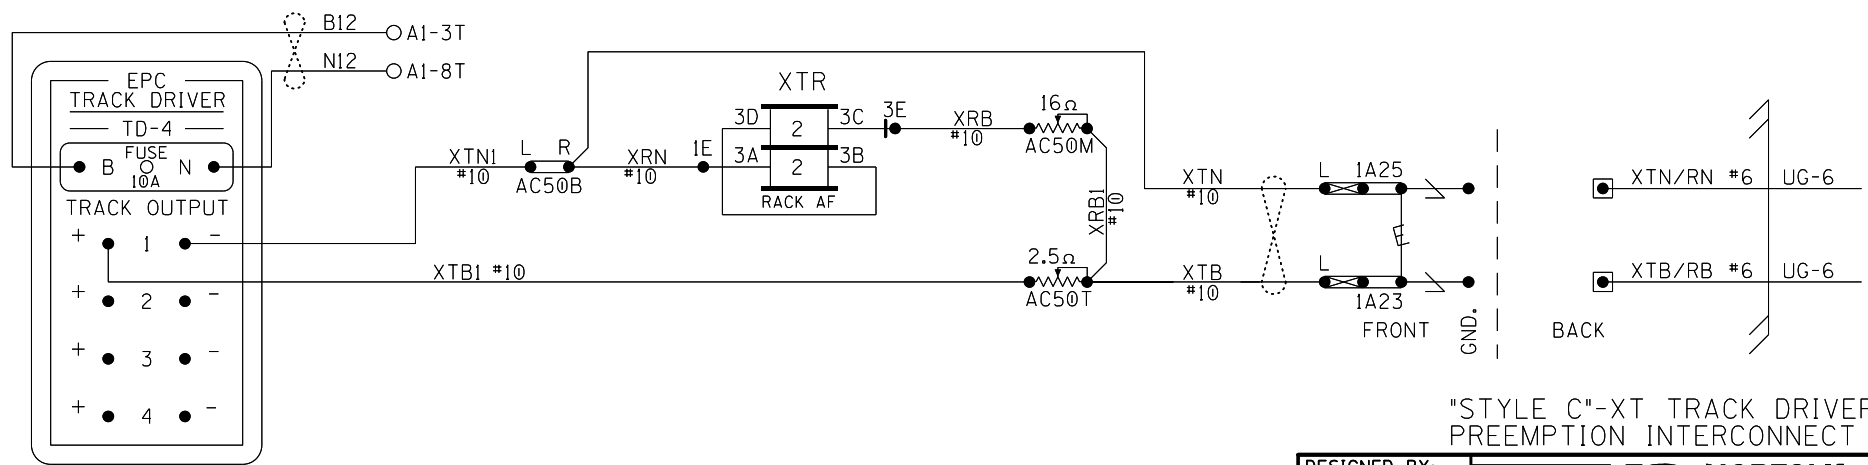 B12
A1-3T
N12
A1-8T
EPC
TRACK DRIVER
TD-4
FUSE
B
N
10A
TRACK OUTPUT
+ 1 -
+ 2 -
+ 3 -
+ 4 -
XTN1
#10
L R
AC50B
XRN
#10
1E
XTR
3D 2 3C
3A 2 3B
RACK AF
3E
XRB
#10
16Ω
AC50M
XRB1
#10
XTB1 #10
2.5Ω
AC50T
XTN
#10
XTB
#10
L 1A25
L
1A23
FRONT
GND.
BACK
XTN/RN #6 UG-6
XTB/RB #6 UG-6
"STYLE C"-XT TRACK DRIVER
PREEMPTION INTERCONNECT
DESIGNED BY: